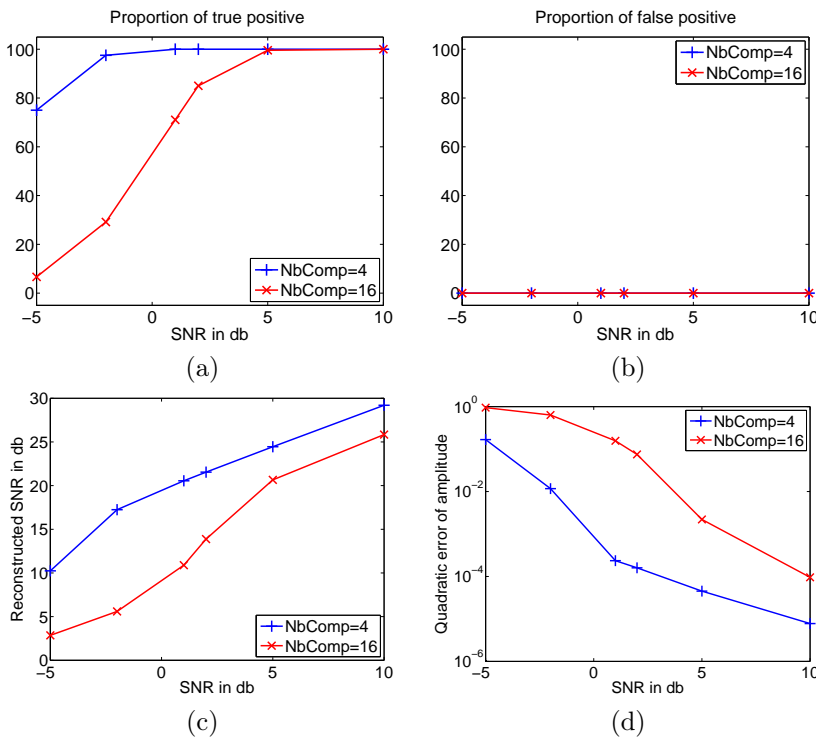 Proportion of true positive
100
80
60
40
20
0
−5
0
5
10
SNR in db
NbComp=4
NbComp=16
(a)
Proportion of false positive
100
80
60
40
20
0
−5
0
5
10
SNR in db
NbComp=4
NbComp=16
(b)
Reconstructed SNR in db
30
25
20
15
10
5
0
−5
0
5
10
SNR in db
NbComp=4
NbComp=16
(c)
Quadratic error of amplitude
10^0
10^−2
10^−4
10^−6
−5
0
5
10
SNR in db
NbComp=4
NbComp=16
(d)